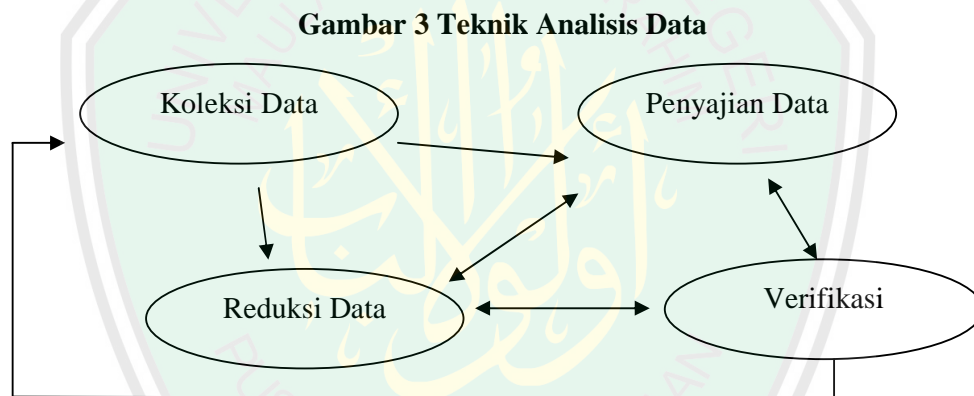 Gambar 3 Teknik Analisis Data
Koleksi Data
Penyajian Data
Reduksi Data
Verifikasi